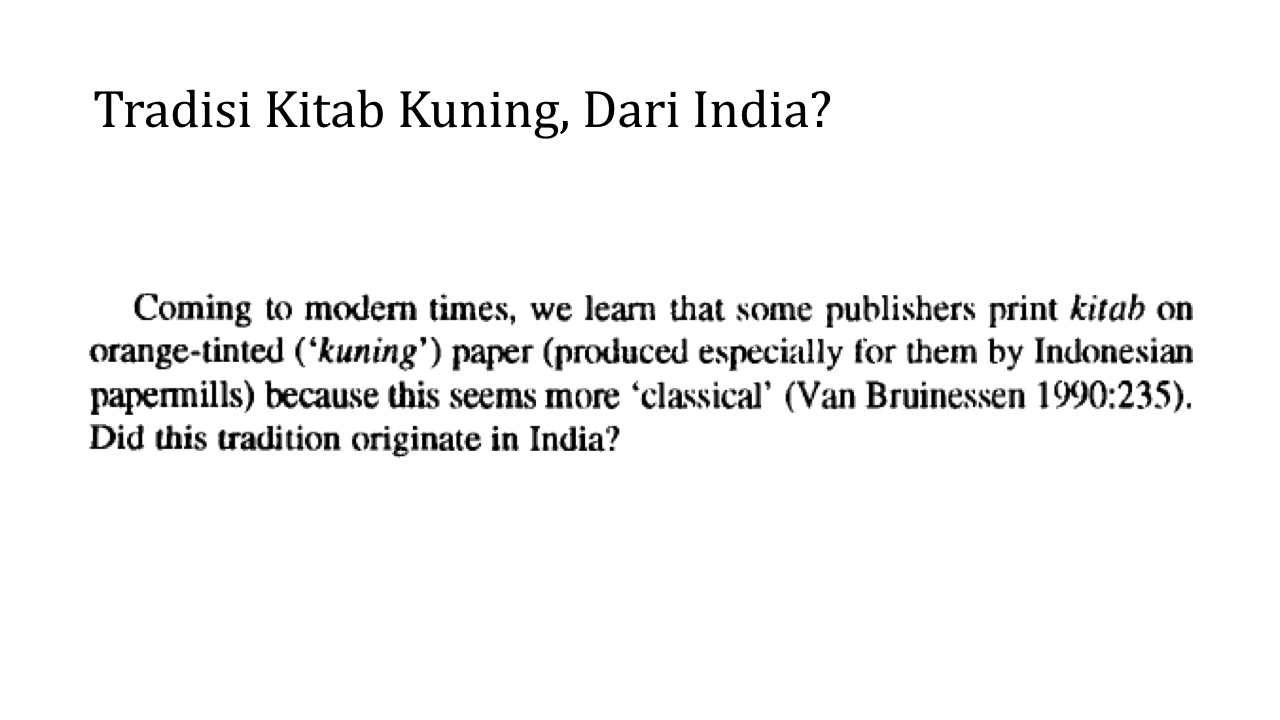 Tradisi Kitab Kuning, Dari India?
Coming to modern times, we learn that some publishers print kitab on
orange-tinted (‘kuning’) paper (produced especially for them by Indonesian
papermills) because this seems more ‘classical’ (Van Bruinessen 1990:235).
Did this tradition originate in India?